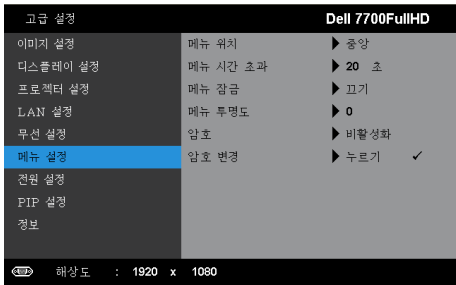 고급 설정 Dell 7700FullHD
이미지 설정 메뉴 위치 중앙
디스플레이 설정 메뉴 시간 초과 20 초
프로젝터 설정 메뉴 잠금 끄기
LAN 설정 메뉴 투명도 0
무선 설정 암호 비활성화
메뉴 설정 암호 변경 누르기 ✓
전원 설정
PIP 설정
정보
해상도 : 1920 x 1080